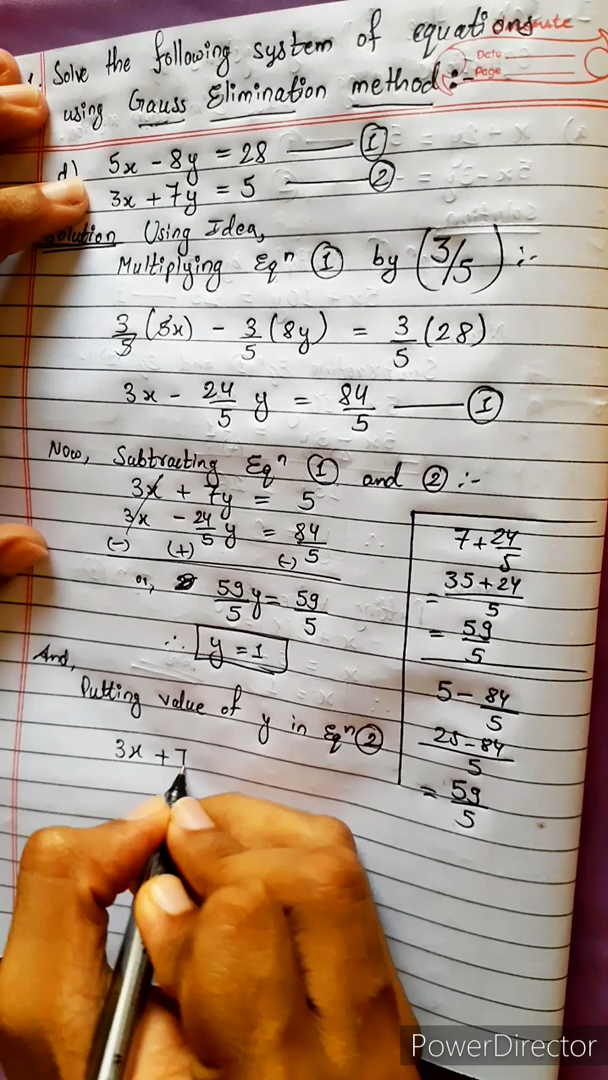 1. Solve the following system of equations
using Gauss Elimination method :-
Date
Page
d) 5x - 8y = 28 —— ①
3x + 7y = 5 —— ②
Solution Using Idea,
Multiplying Eqⁿ ① by (3/5) :-
3/5 (5x) - 3/5 (8y) = 3/5 (28)
3x - 24/5 y = 84/5 —— ①
Now, Subtracting Eqⁿ ① and ② :-
3x + 7y = 5
3x - 24/5 y = 84/5
(-) (+) (-)
or, 59/5 y = 59/5
∴ y = 1
And,
Putting value of y in Eqⁿ ②
3x + 7
7 + 24/5
= 35 + 24/5
= 59/5
5 - 84/5
25 - 84/5
= 59/5
PowerDirector